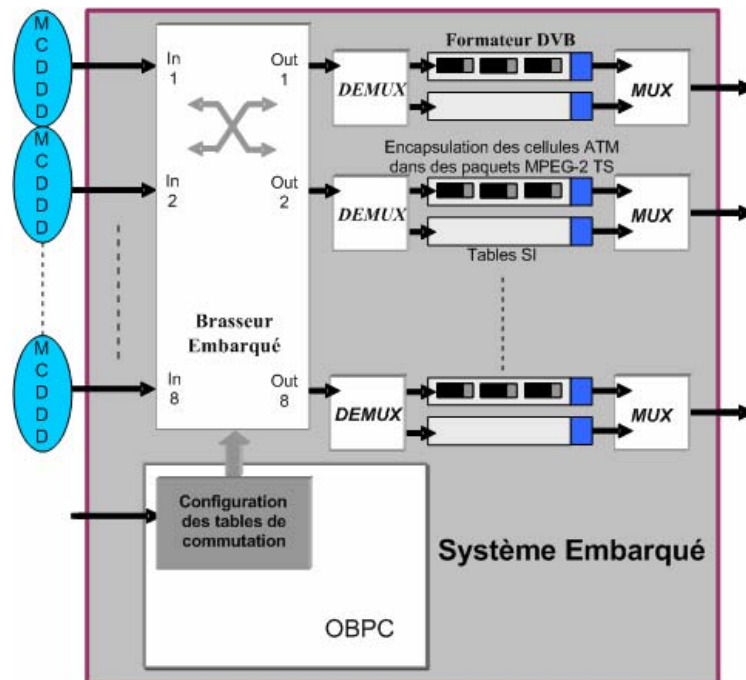 M
C
D
D
D
In
1
Out
1
DEMUX
Formateur DVB
MUX
Encapsulation des cellules ATM
dans des paquets MPEG-2 TS
M
C
D
D
D
In
2
Out
2
DEMUX
MUX
Tables SI
Brasseur
Embarqué
M
C
D
D
D
In
8
Out
8
DEMUX
MUX
Configuration
des tables de
commutation
Système Embarqué
OBPC